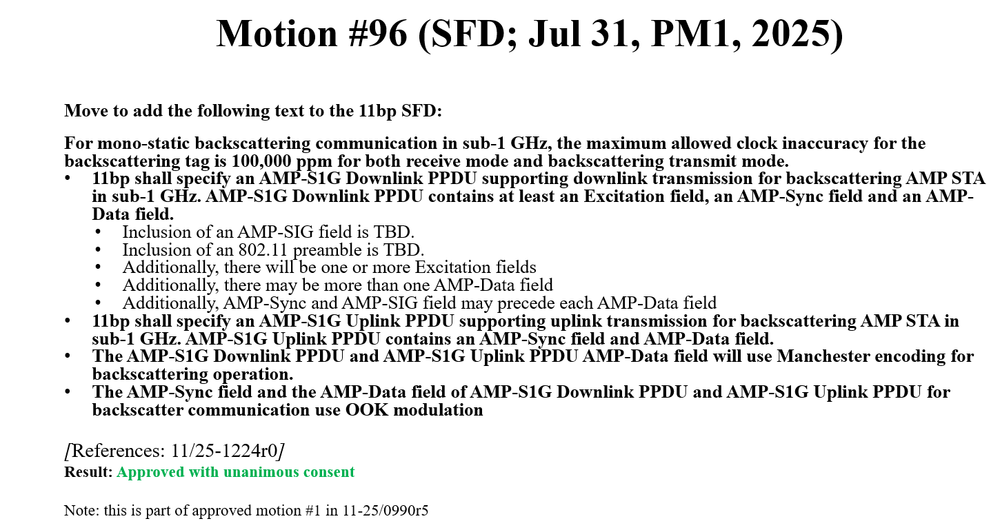 Motion #96 (SFD; Jul 31, PM1, 2025)
Move to add the following text to the 11bp SFD:
For mono-static backscattering communication in sub-1 GHz, the maximum allowed clock inaccuracy for the
backscattering tag is 100,000 ppm for both receive mode and backscattering transmit mode.
• 11bp shall specify an AMP-S1G Downlink PPDU supporting downlink transmission for backscattering AMP STA
in sub-1 GHz. AMP-S1G Downlink PPDU contains at least an Excitation field, an AMP-Sync field and an AMP-
Data field.
• Inclusion of an AMP-SIG field is TBD.
• Inclusion of an 802.11 preamble is TBD.
• Additionally, there will be one or more Excitation fields
• Additionally, there may be more than one AMP-Data field
• Additionally, AMP-Sync and AMP-SIG field may precede each AMP-Data field
• 11bp shall specify an AMP-S1G Uplink PPDU supporting uplink transmission for backscattering AMP STA in
sub-1 GHz. AMP-S1G Uplink PPDU contains an AMP-Sync field and AMP-Data field.
• The AMP-S1G Downlink PPDU and AMP-S1G Uplink PPDU AMP-Data field will use Manchester encoding for
backscattering operation.
• The AMP-Sync field and the AMP-Data field of AMP-S1G Downlink PPDU and AMP-S1G Uplink PPDU for
backscatter communication use OOK modulation
[References: 11/25-1224r0]
Result: Approved with unanimous consent
Note: this is part of approved motion #1 in 11-25/0990r5